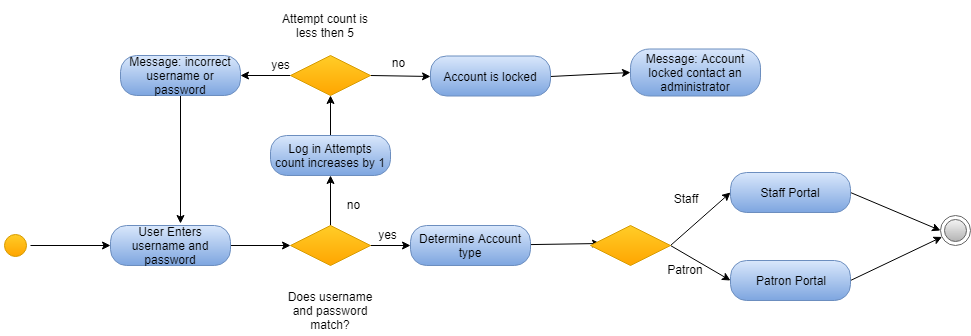 Attempt count is
less then 5
Message: incorrect
username or
password
yes
no
Account is locked
Message: Account
locked contact an
administrator
Log in Attempts
count increases by 1
no
User Enters
username and
password
yes
Determine Account
type
Staff
Staff Portal
Patron
Patron Portal
Does username
and password
match?